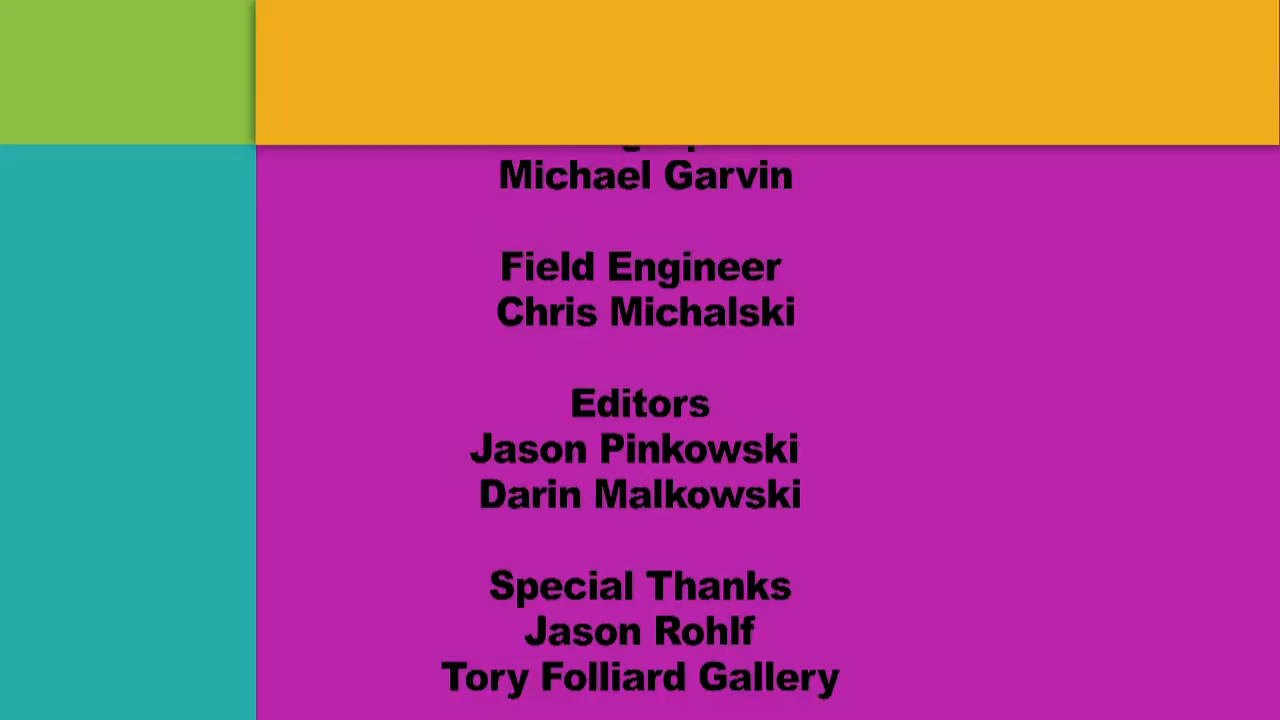 Michael Garvin
Field Engineer
Chris Michalski
Editors
Jason Pinkowski
Darin Malkowski
Special Thanks
Jason Rohlf
Tory Folliard Gallery